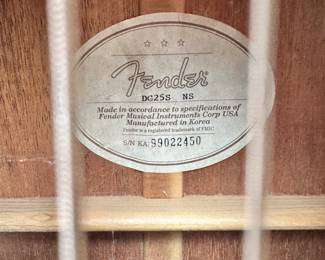 Fender
DG25S NS
Made in accordance to specifications of
Fender Musical Instruments Corp USA
Manufactured in Korea
Fender is a registered trademark of FMIC
S/N KA: 99022450